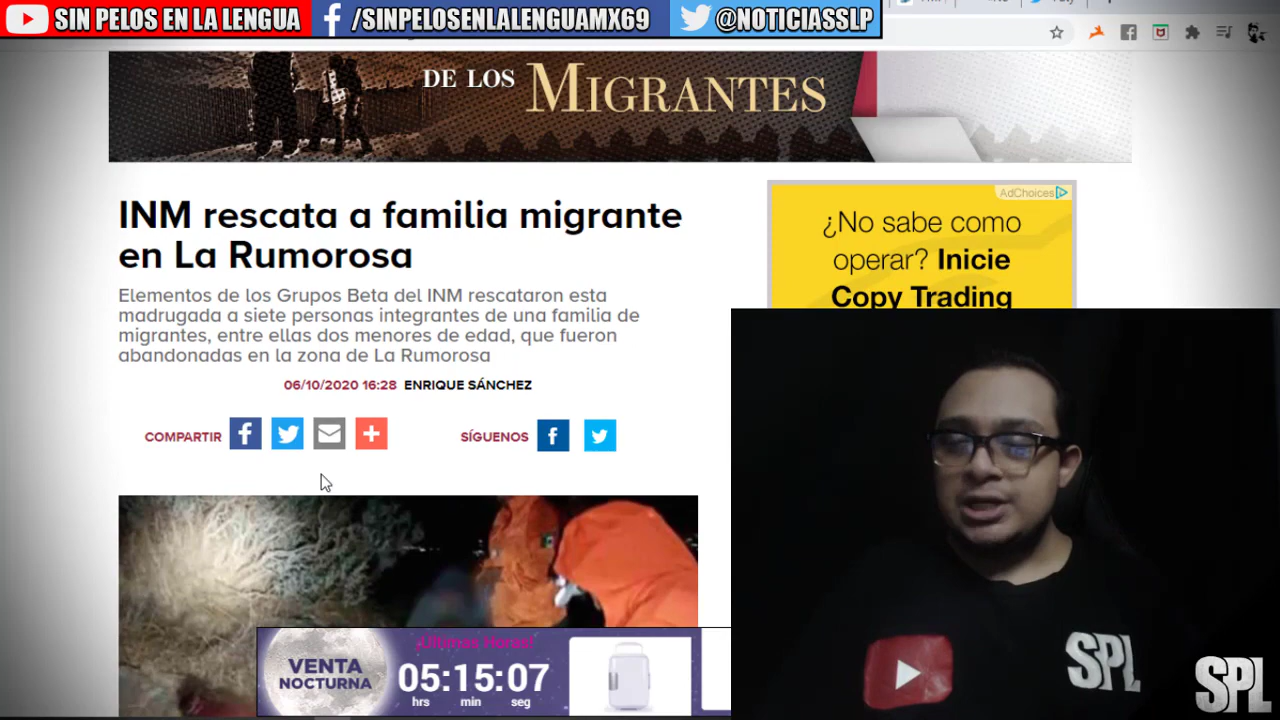 SIN PELOS EN LA LENGUA
/SINPELOSENLALENGUAMX69
@NOTICIASSLP
DE LOS MIGRANTES
INM rescata a familia migrante
en La Rumorosa
Elementos de los Grupos Beta del INM rescataron esta
madrugada a siete personas integrantes de una familia de
migrantes, entre ellas dos menores de edad, que fueron
abandonadas en la zona de La Rumorosa
06/10/2020 16:28 ENRIQUE SÁNCHEZ
COMPARTIR
SÍGUENOS
AdChoices
¿No sabe como
operar? Inicie
Copy Trading
VENTA
NOCTURNA
¡Últimas Horas!
05:15:07
hrs min seg
SPL
SPL